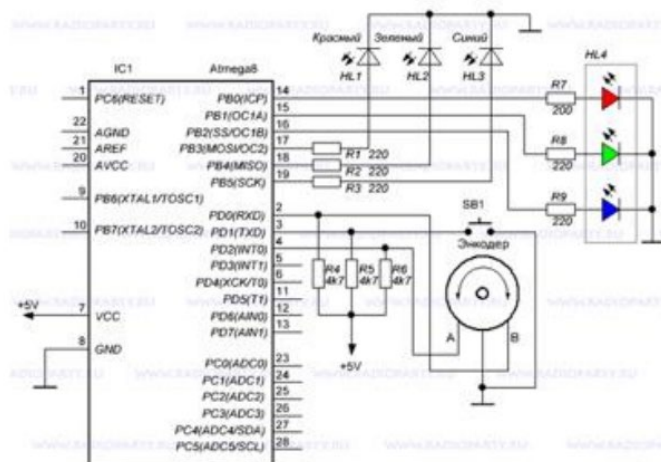 Красный Зеленый Синий
HL4
IC1 Atmega8
HL1 HL2 HL3
1 PC6(RESET) PB0(ICP) 14 R7
PB1(OC1A) 15 200
22 AGND PB2(SS/OC1B) 16
21 AREF PB3(MOSI/OC2) 17 R8
20 AVCC PB4(MISO) 18 R1 220 220
PB5(SCK) 19 R2 220
9 PB6(XTAL1/TOSC1) R3 220 R9
PD0(RXD) 2 SB1 220
10 PB7(XTAL2/TOSC2) PD1(TXD) 3
PD2(INT0) 4 Энкодер
PD3(INT1) 5 R4 R5 R6
PD4(XCK/T0) 6 4k7 4k7 4k7
+5V PD5(T1) 11
7 VCC PD6(AIN0) 12
PD7(AIN1) 13 A B
8 GND
PC0(ADC0) 23 +5V
PC1(ADC1) 24
PC2(ADC2) 25
PC3(ADC3) 26
PC4(ADC4/SDA) 27
PC5(ADC5/SCL) 28
WWW.RADIOPARTY.RU